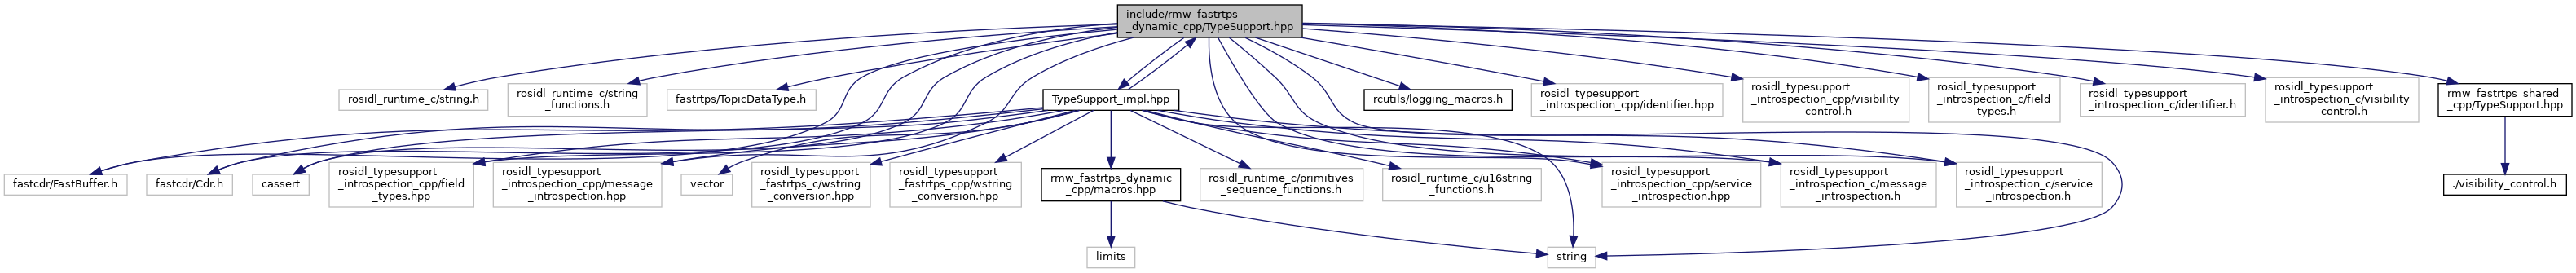 include/rmw_fastrtps
_dynamic_cpp/TypeSupport.hpp
rosidl_runtime_c/string.h
rosidl_runtime_c/string
_functions.h
fastrtps/TopicDataType.h
TypeSupport_impl.hpp
rcutils/logging_macros.h
rosidl_typesupport
_introspection_cpp/identifier.hpp
rosidl_typesupport
_introspection_cpp/visibility
_control.h
rosidl_typesupport
_introspection_c/field
_types.h
rosidl_typesupport
_introspection_c/identifier.h
rosidl_typesupport
_introspection_c/visibility
_control.h
rmw_fastrtps_shared
_cpp/TypeSupport.hpp
fastcdr/FastBuffer.h
fastcdr/Cdr.h
cassert
rosidl_typesupport
_introspection_cpp/field
_types.hpp
rosidl_typesupport
_introspection_cpp/message
_introspection.hpp
vector
rosidl_typesupport
_fastrtps_c/wstring
_conversion.hpp
rosidl_typesupport
_fastrtps_cpp/wstring
_conversion.hpp
rmw_fastrtps_dynamic
_cpp/macros.hpp
rosidl_runtime_c/primitives
_sequence_functions.h
rosidl_runtime_c/u16string
_functions.h
rosidl_typesupport
_introspection_cpp/service
_introspection.hpp
rosidl_typesupport
_introspection_c/message
_introspection.h
rosidl_typesupport
_introspection_c/service
_introspection.h
./visibility_control.h
limits
string